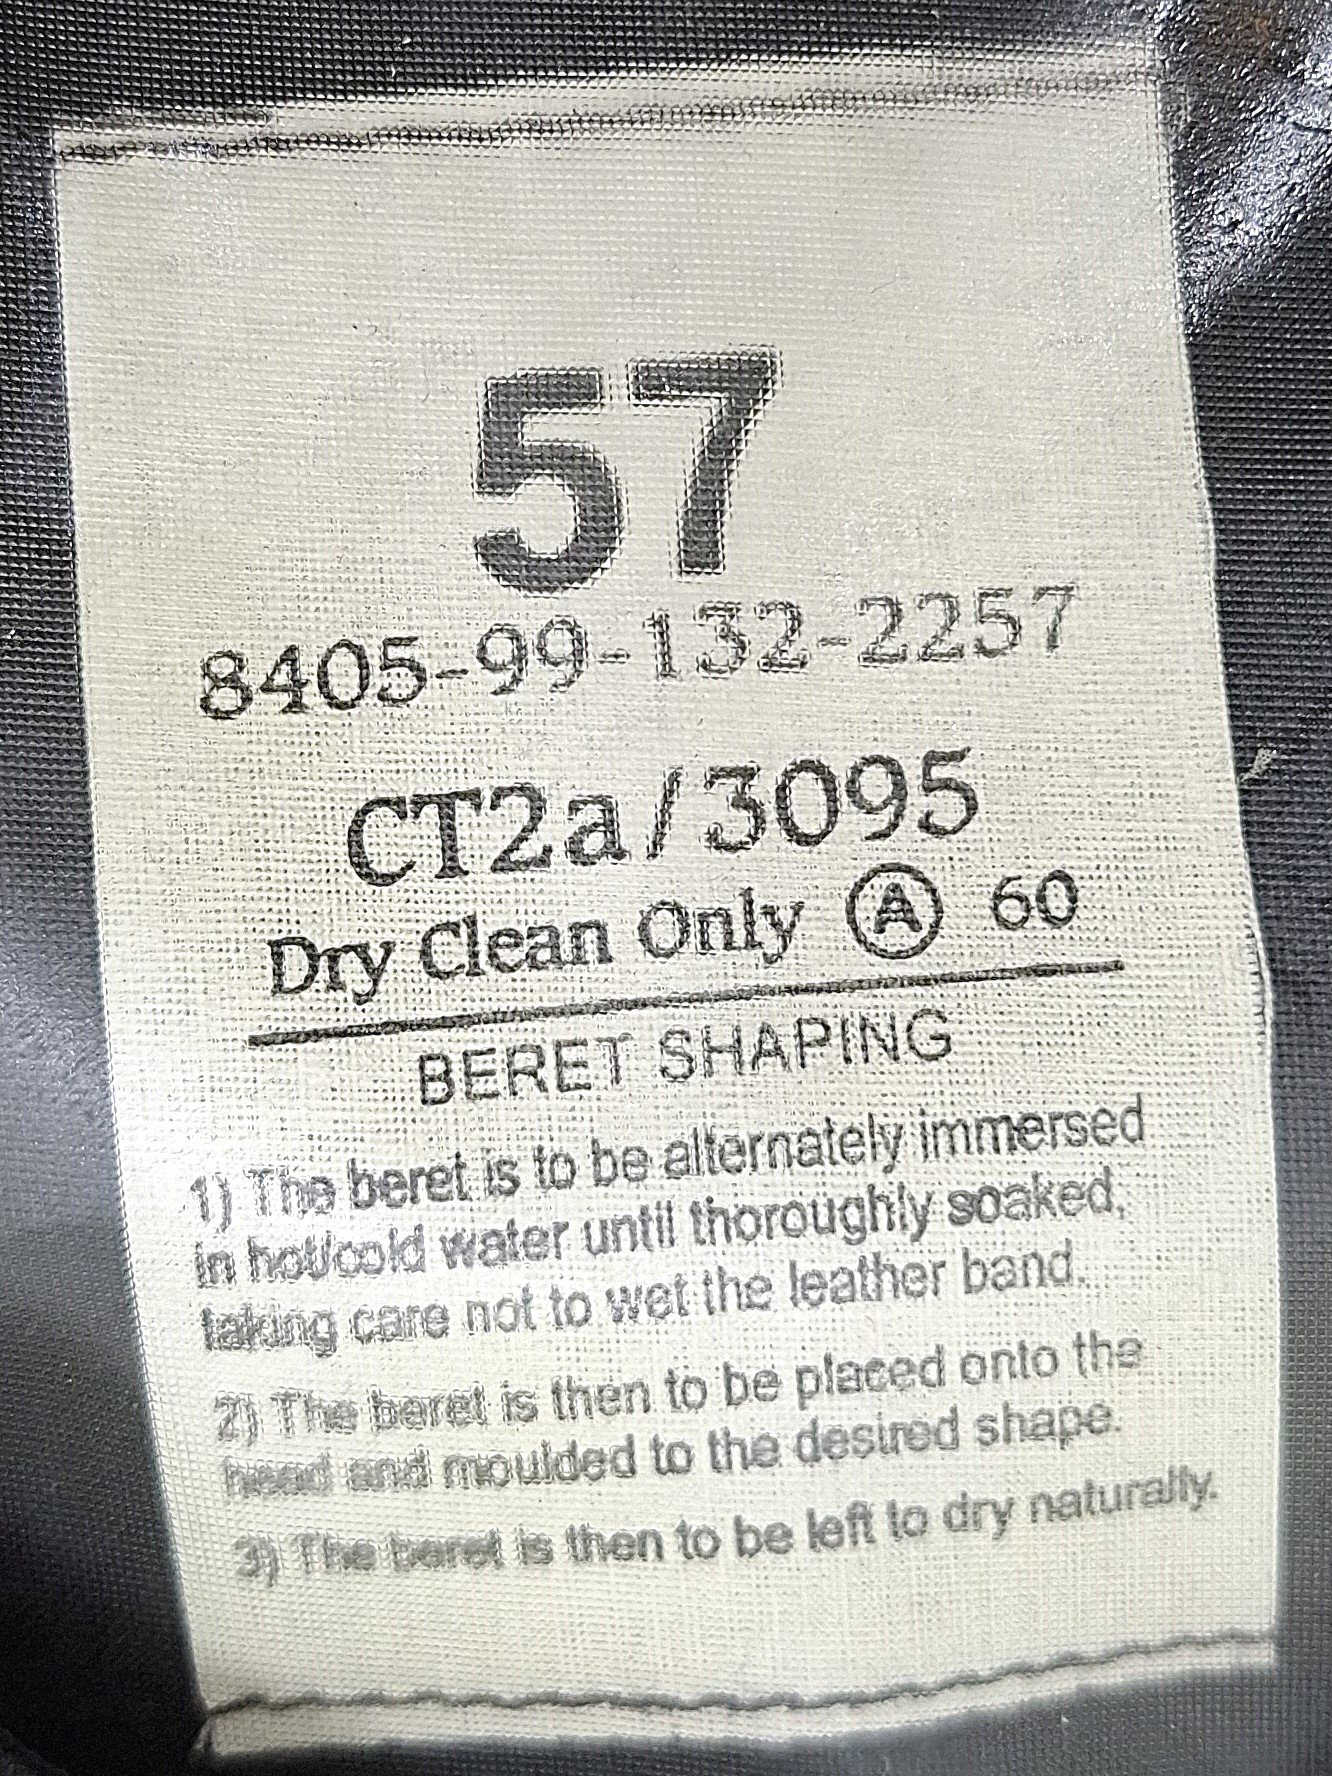 57
8405-99-132-2257
CT2a/3095
Dry Clean Only Ⓐ 60
BERET SHAPING
1) The beret is to be alternately immersed
in hot/cold water until thoroughly soaked,
taking care not to wet the leather band.
2) The beret is then to be placed onto the
head and moulded to the desired shape.
3) The beret is then to be left to dry naturally.